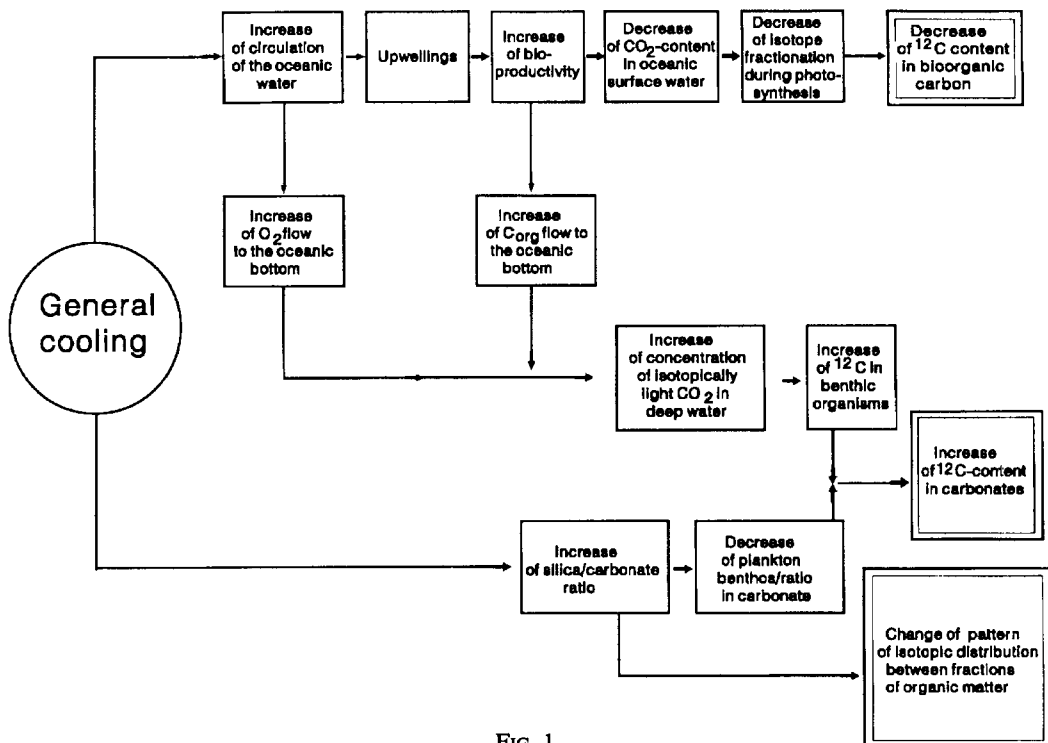 Increase
of circulation
of the oceanic
water
Upwellings
Increase
of bio-
productivity
Decrease
of CO₂-content
in oceanic
surface water
Decrease
of isotope
fractionation
during photo-
synthesis
Decrease
of ¹²C content
in bioorganic
carbon
Increase
of O₂ flow
to the oceanic
bottom
Increase
of Corg flow to
the oceanic
bottom
General
cooling
Increase
of concentration
of isotopically
light CO₂ in
deep water
Increase
of ¹²C in
benthic
organisms
Increase
of ¹²C-content
in carbonates
Increase
of silica/carbonate
ratio
Decrease
of plankton
benthos/ratio
in carbonate
Change of pattern
of isotopic distribution
between fractions
of organic matter
FIG. 1